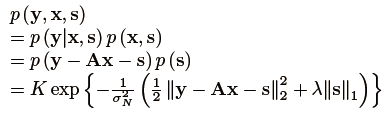 p (y, x, s)
= p (y|x, s) p (x, s)
= p (y − Ax − s) p (s)
= K exp { − 1/σ_N^2 ( 1/2 ‖y − Ax − s‖_2^2 + λ‖s‖_1 ) }